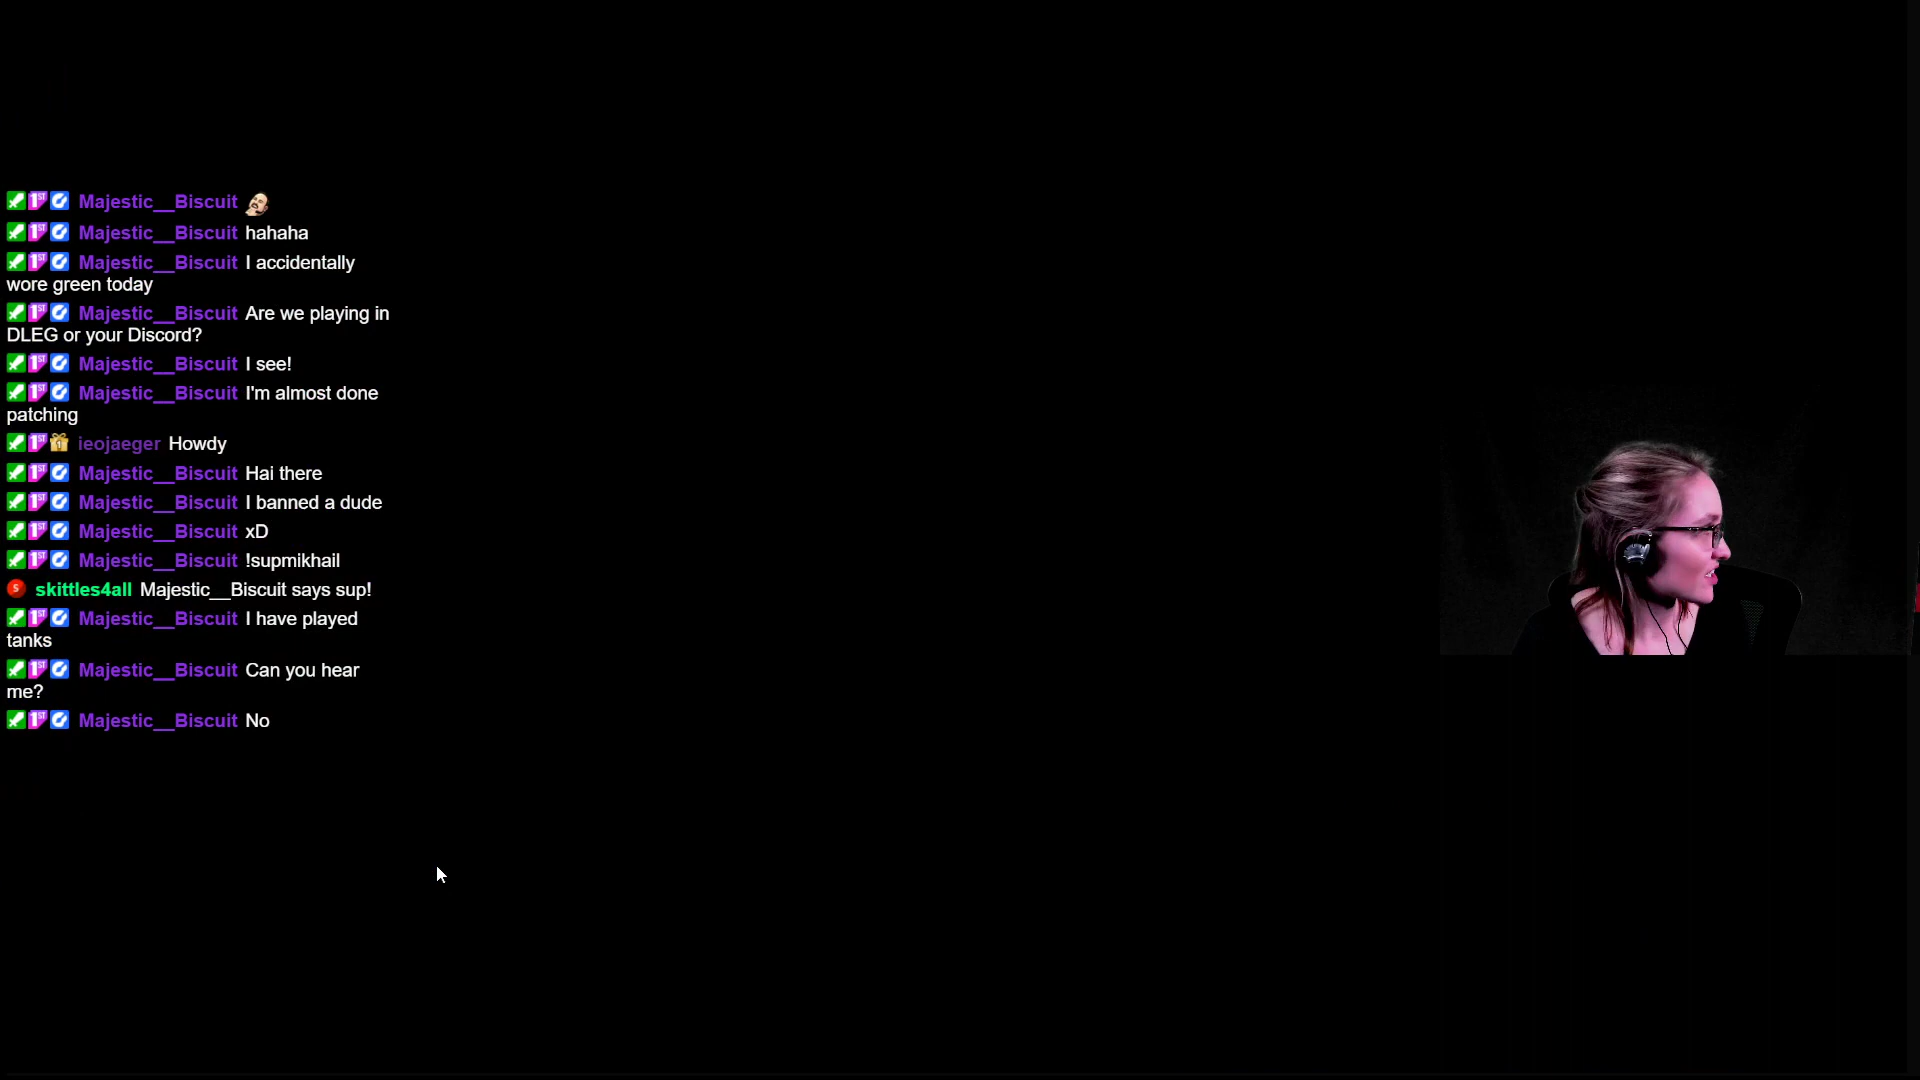 Majestic__Biscuit
Majestic__Biscuit hahaha
Majestic__Biscuit I accidentally
wore green today
Majestic__Biscuit Are we playing in
DLEG or your Discord?
Majestic__Biscuit I see!
Majestic__Biscuit I'm almost done
patching
ieojaeger Howdy
Majestic__Biscuit Hai there
Majestic__Biscuit I banned a dude
Majestic__Biscuit xD
Majestic__Biscuit !supmikhail
skittles4all Majestic__Biscuit says sup!
Majestic__Biscuit I have played
tanks
Majestic__Biscuit Can you hear
me?
Majestic__Biscuit No